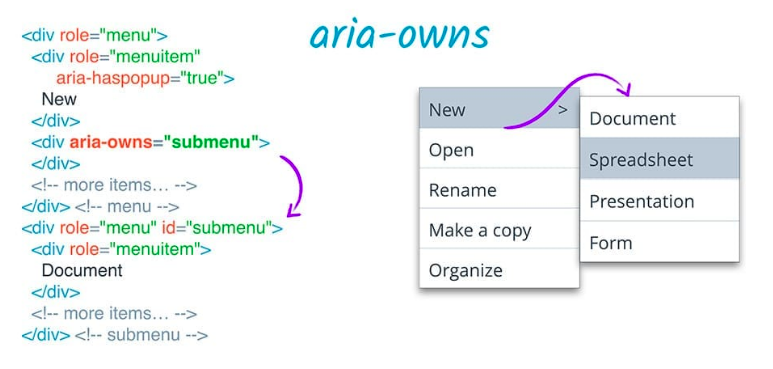 aria-owns
<div role="menu">
<div role="menuitem"
aria-haspopup="true">
New
</div>
<div aria-owns="submenu">
</div>
<!-- more items… -->
</div> <!-- menu -->
<div role="menu" id="submenu">
<div role="menuitem">
Document
</div>
<!-- more items… -->
</div> <!-- submenu -->
New >
Open
Rename
Make a copy
Organize
Document
Spreadsheet
Presentation
Form